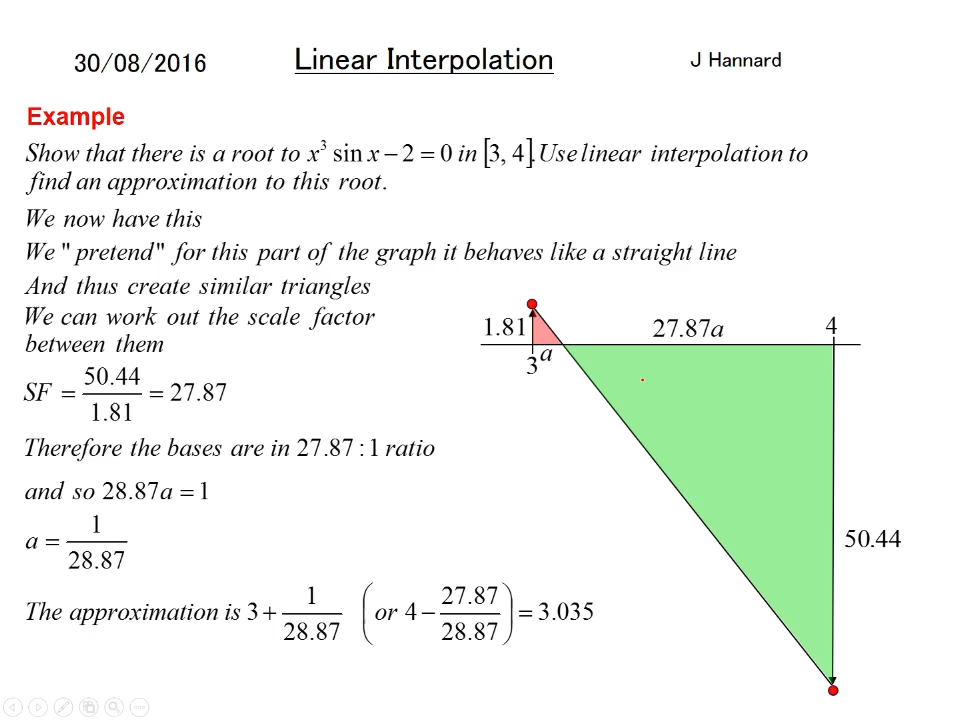 30/08/2016 Linear Interpolation J Hannard
Example
Show that there is a root to x³ sin x − 2 = 0 in [3, 4]. Use linear interpolation to
find an approximation to this root.
We now have this
We " pretend" for this part of the graph it behaves like a straight line
And thus create similar triangles
We can work out the scale factor
between them
SF = 50.44/1.81 = 27.87
Therefore the bases are in 27.87 : 1 ratio
and so 28.87a = 1
a = 1/28.87
The approximation is 3 + 1/28.87 (or 4 − 27.87/28.87) = 3.035
1.81 27.87a 4
3 a
50.44